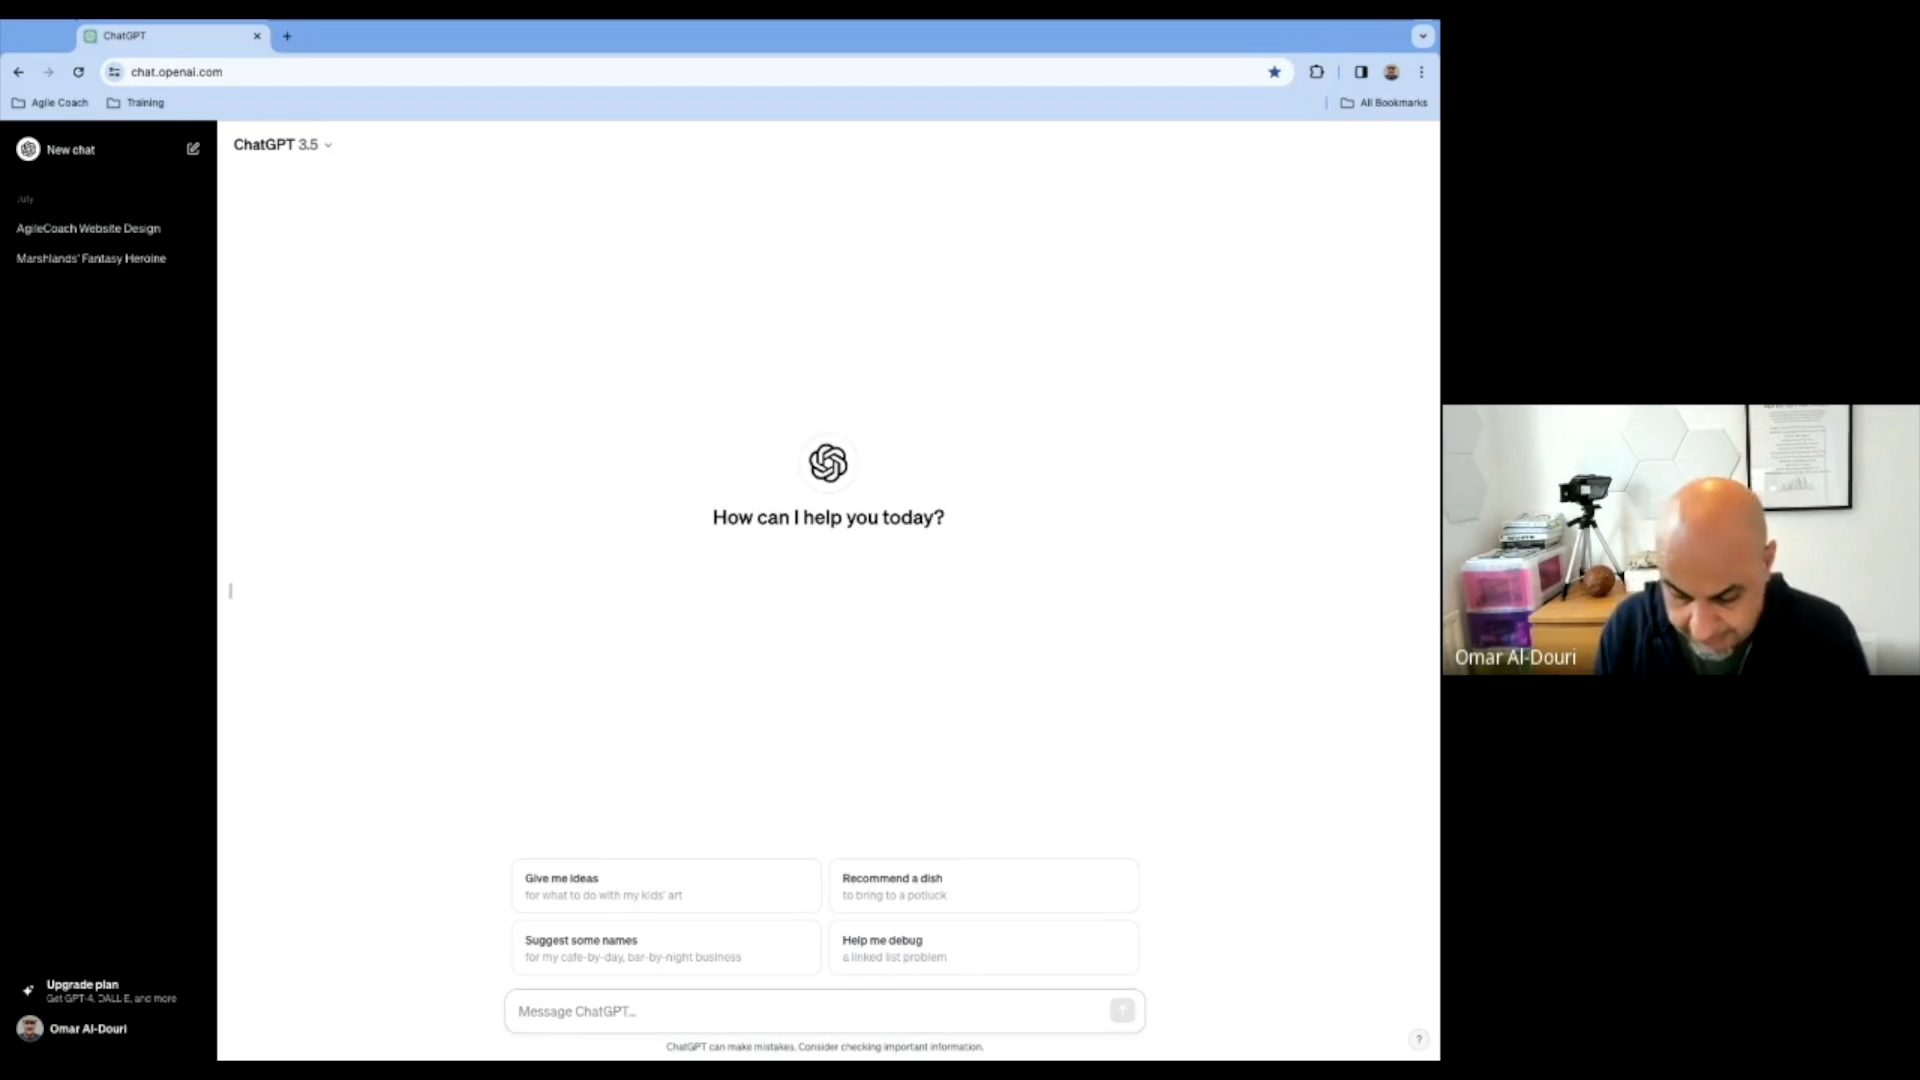 ChatGPT
chat.openai.com
Agile Coach
Training
All Bookmarks
New chat
July
AgileCoach Website Design
Marshlands' Fantasy Heroine
Upgrade plan
Get GPT-4, DALL·E, and more
Omar Al-Douri
ChatGPT 3.5
How can I help you today?
Give me ideas
for what to do with my kids' art
Recommend a dish
to bring to a potluck
Suggest some names
for my cafe-by-day, bar-by-night business
Help me debug
a linked list problem
Message ChatGPT...
ChatGPT can make mistakes. Consider checking important information.
?
Omar Al-Douri